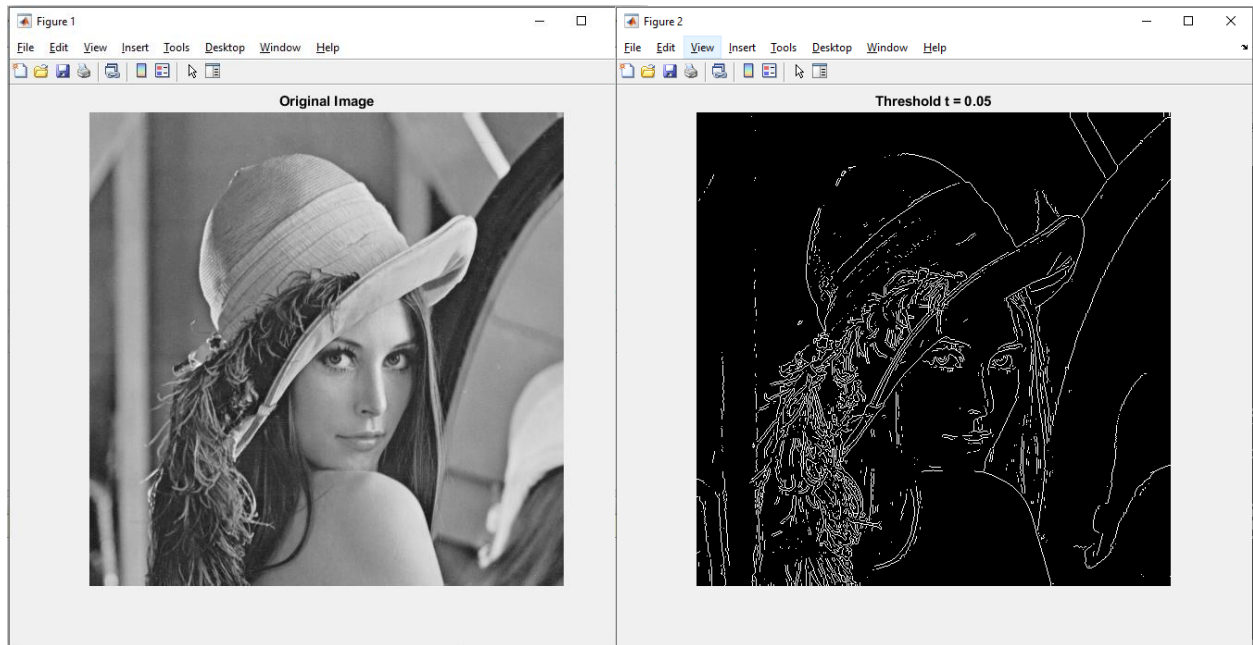 Figure 1
File Edit View Insert Tools Desktop Window Help
Original Image
Figure 2
File Edit View Insert Tools Desktop Window Help
Threshold t = 0.05